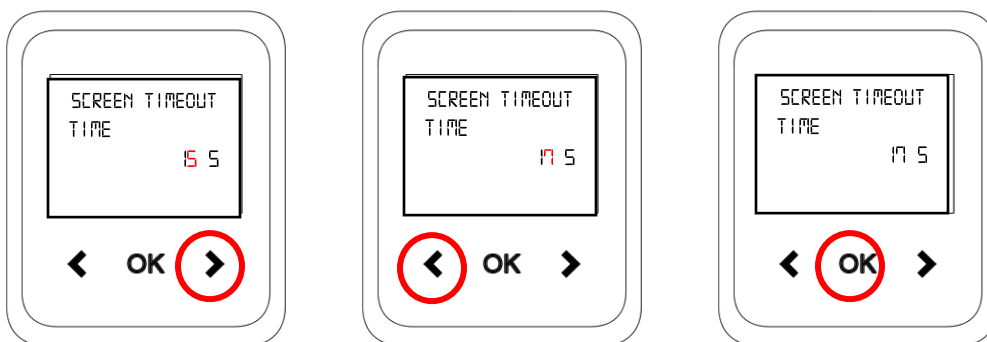 SCREEN TIMEOUT
TIME
15 S
< OK >
SCREEN TIMEOUT
TIME
17 S
< OK >
SCREEN TIMEOUT
TIME
17 S
< OK >